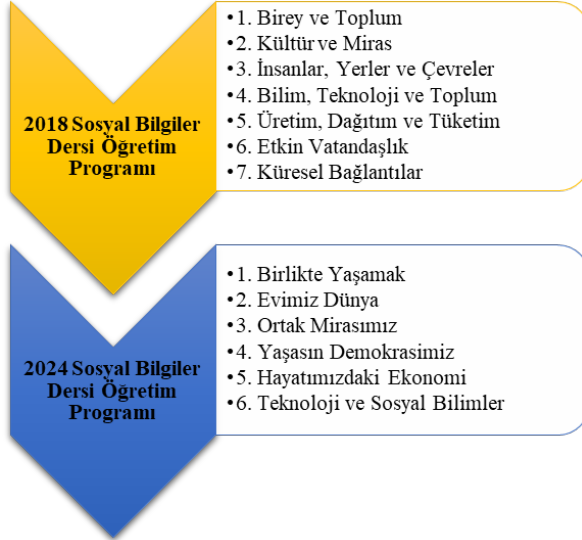 2018 Sosyal Bilgiler
Dersi Öğretim
Programı
•1. Birey ve Toplum
•2. Kültür ve Miras
•3. İnsanlar, Yerler ve Çevreler
•4. Bilim, Teknoloji ve Toplum
•5. Üretim, Dağıtım ve Tüketim
•6. Etkin Vatandaşlık
•7. Küresel Bağlantılar
2024 Sosyal Bilgiler
Dersi Öğretim
Programı
•1. Birlikte Yaşamak
•2. Evimiz Dünya
•3. Ortak Mirasımız
•4. Yaşasın Demokrasimiz
•5. Hayatımızdaki Ekonomi
•6. Teknoloji ve Sosyal Bilimler